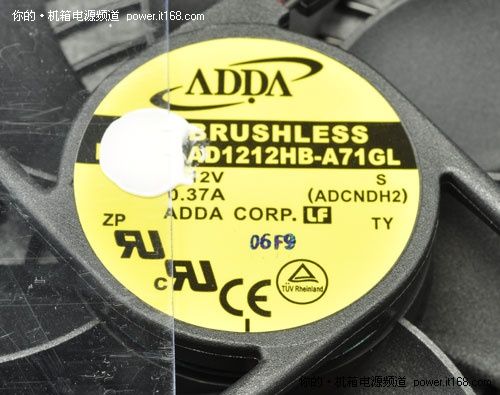 你的·机箱电源频道 power.it168.com
ADDA
BRUSHLESS
AD1212HB-A71GL
12V S
0.37A (ADCNDH2)
ADDA CORP. LF
ZP TY
06F9
c
CE
TÜV Rheinland
你的·机箱电源频道 power.it168.com